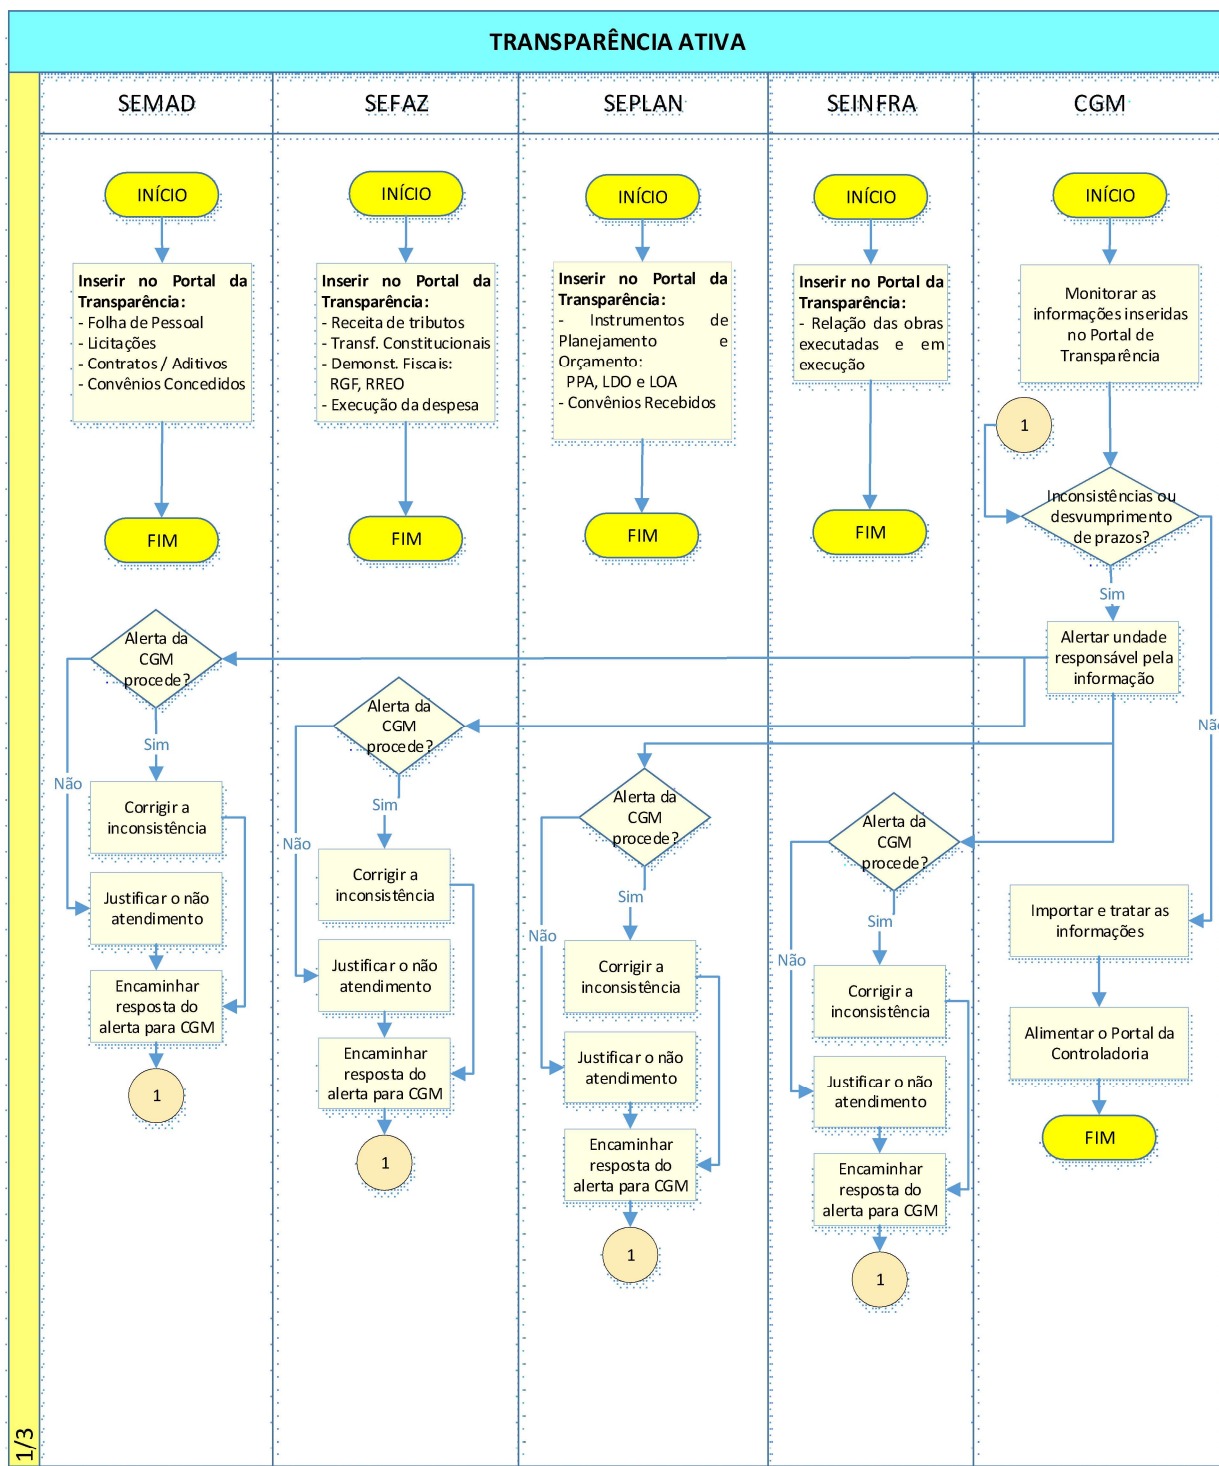 TRANSPARÊNCIA ATIVA
SEMAD
SEFAZ
SEPLAN
SEINFRA
CGM
INÍCIO
Inserir no Portal da
Transparência:
- Folha de Pessoal
- Licitações
- Contratos / Aditivos
- Convênios Concedidos
FIM
Alerta da
CGM
procede?
Sim
Não
Corrigir a
inconsistência
Justificar o não
atendimento
Encaminhar
resposta do
alerta para CGM
1
INÍCIO
Inserir no Portal da
Transparência:
- Receita de tributos
- Transf. Constitucionais
- Demonst. Fiscais:
RGF, RREO
- Execução da despesa
FIM
Alerta da
CGM
procede?
Sim
Não
Corrigir a
inconsistência
Justificar o não
atendimento
Encaminhar
resposta do
alerta para CGM
1
INÍCIO
Inserir no Portal da
Transparência:
- Instrumentos de
Planejamento e
Orçamento:
PPA, LDO e LOA
- Convênios Recebidos
FIM
Alerta da
CGM
procede?
Sim
Não
Corrigir a
inconsistência
Justificar o não
atendimento
Encaminhar
resposta do
alerta para CGM
1
INÍCIO
Inserir no Portal da
Transparência:
- Relação das obras
executadas e em
execução
FIM
Alerta da
CGM
procede?
Sim
Não
Corrigir a
inconsistência
Justificar o não
atendimento
Encaminhar
resposta do
alerta para CGM
1
INÍCIO
Monitorar as
informações inseridas
no Portal de
Transparência
1
Inconsistências ou
desvumprimento
de prazos?
Sim
Alertar undade
responsável pela
informação
Não
Importar e tratar as
informações
Alimentar o Portal da
Controladoria
FIM
1/3